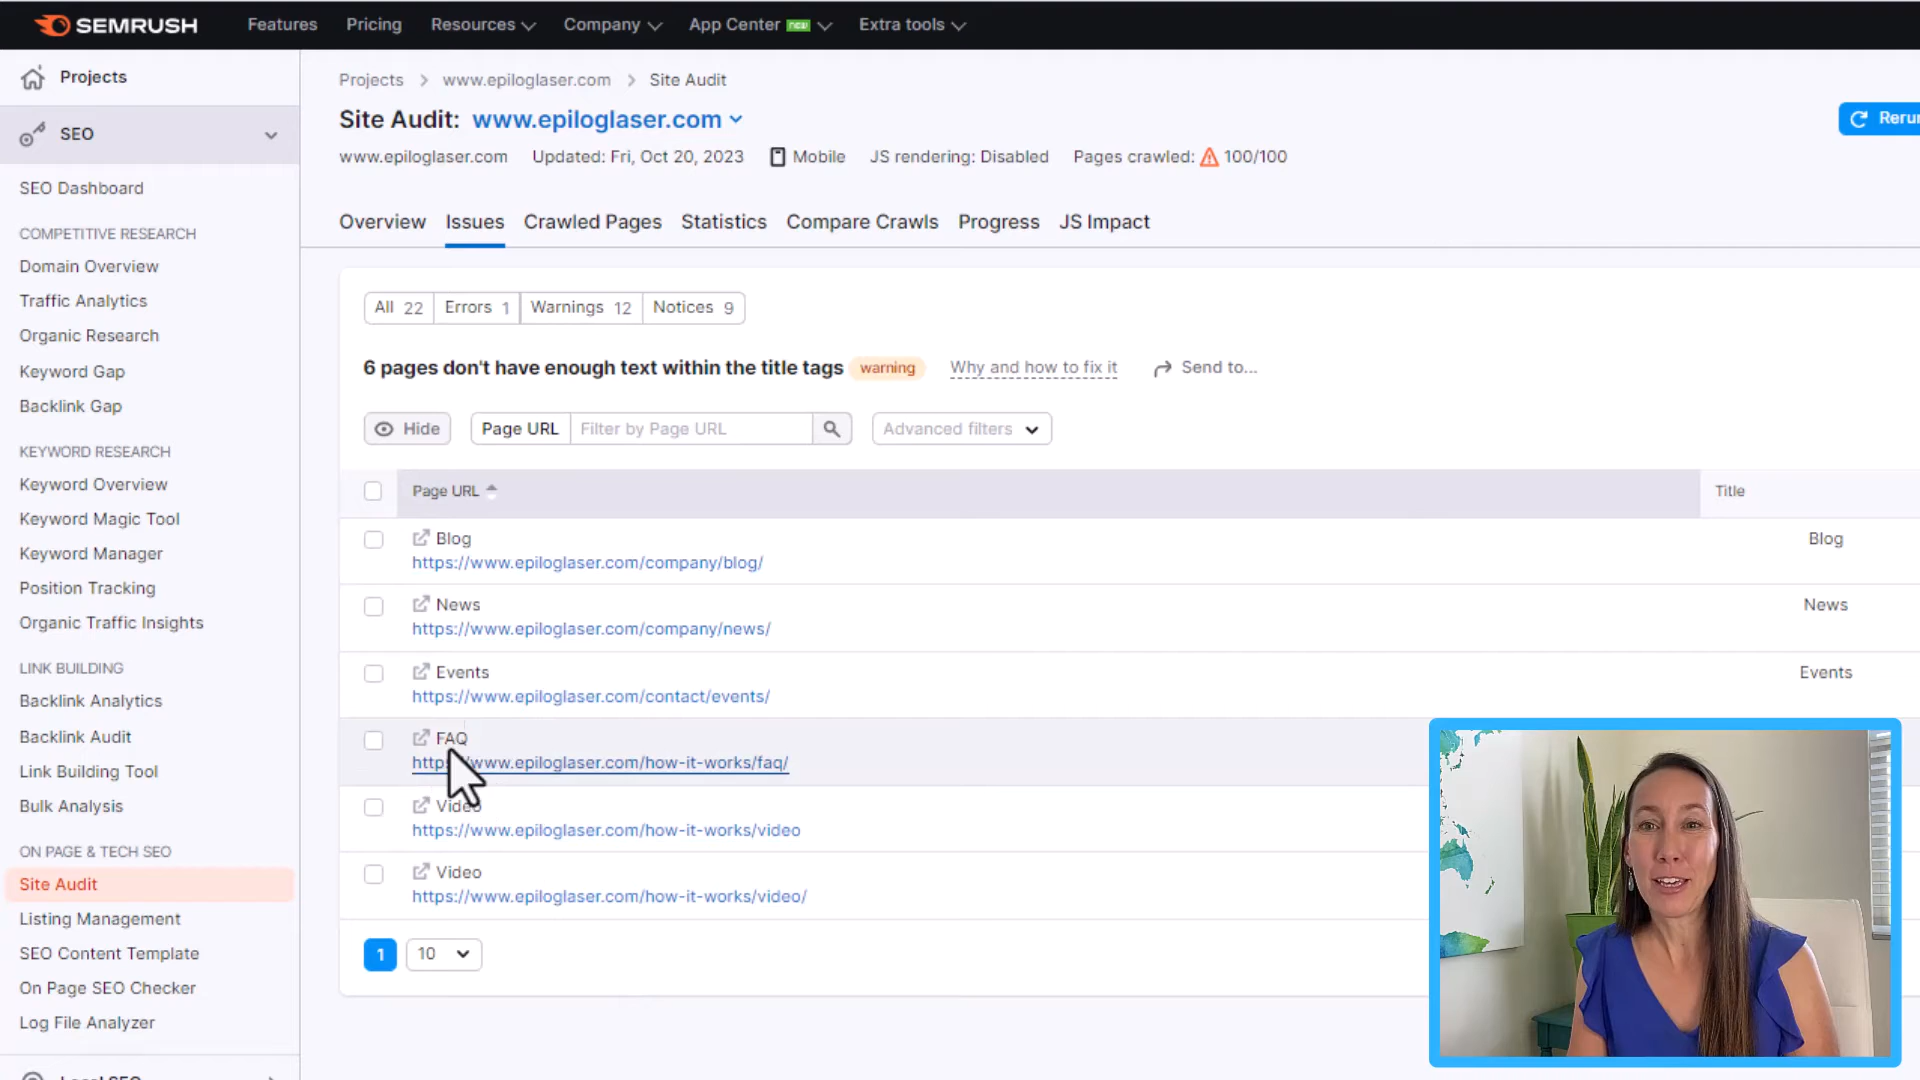 SEMRUSH Features Pricing Resources Company App Center new Extra tools
Projects
SEO
SEO Dashboard
COMPETITIVE RESEARCH
Domain Overview
Traffic Analytics
Organic Research
Keyword Gap
Backlink Gap
KEYWORD RESEARCH
Keyword Overview
Keyword Magic Tool
Keyword Manager
Position Tracking
Organic Traffic Insights
LINK BUILDING
Backlink Analytics
Backlink Audit
Link Building Tool
Bulk Analysis
ON PAGE & TECH SEO
Site Audit
Listing Management
SEO Content Template
On Page SEO Checker
Log File Analyzer
Projects > www.epiloglaser.com > Site Audit
Site Audit: www.epiloglaser.com
www.epiloglaser.com Updated: Fri, Oct 20, 2023 Mobile JS rendering: Disabled Pages crawled: 100/100
Overview Issues Crawled Pages Statistics Compare Crawls Progress JS Impact
All 22 Errors 1 Warnings 12 Notices 9
6 pages don't have enough text within the title tags warning Why and how to fix it Send to...
Hide Page URL Filter by Page URL Advanced filters
Page URL Title
Blog Blog
https://www.epiloglaser.com/company/blog/
News News
https://www.epiloglaser.com/company/news/
Events Events
https://www.epiloglaser.com/contact/events/
FAQ
https://www.epiloglaser.com/how-it-works/faq/
Video
https://www.epiloglaser.com/how-it-works/video
Video
https://www.epiloglaser.com/how-it-works/video/
1 10